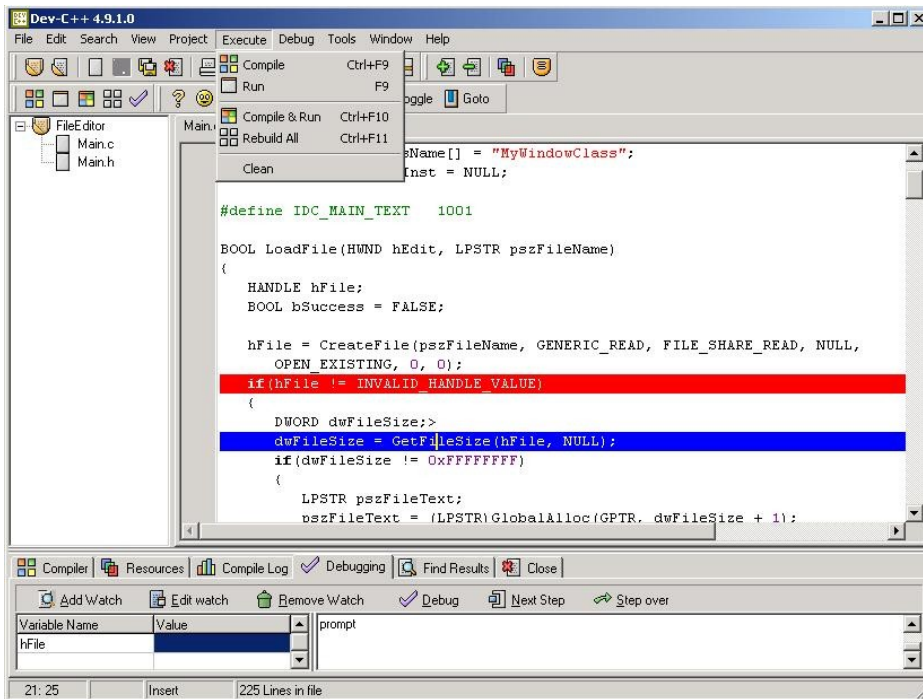 Dev-C++ 4.9.1.0
File Edit Search View Project Execute Debug Tools Window Help
Compile Ctrl+F9
Run F9
Compile & Run Ctrl+F10
Rebuild All Ctrl+F11
Clean
oggle Goto
FileEditor
Main.c
Main.h
Main.
sName[] = "MyWindowClass";
Inst = NULL;
#define IDC_MAIN_TEXT 1001
BOOL LoadFile(HWND hEdit, LPSTR pszFileName)
{
HANDLE hFile;
BOOL bSuccess = FALSE;
hFile = CreateFile(pszFileName, GENERIC_READ, FILE_SHARE_READ, NULL,
OPEN_EXISTING, 0, 0);
if(hFile != INVALID_HANDLE_VALUE)
{
DWORD dwFileSize;>
dwFileSize = GetFileSize(hFile, NULL);
if(dwFileSize != 0xFFFFFFFF)
{
LPSTR pszFileText;
pszFileText = (LPSTR)GlobalAlloc(GPTR, dwFileSize + 1);
Compiler Resources Compile Log Debugging Find Results Close
Add Watch Edit watch Remove Watch Debug Next Step Step over
Variable Name Value
hFile
prompt
21: 25 Insert 225 Lines in file